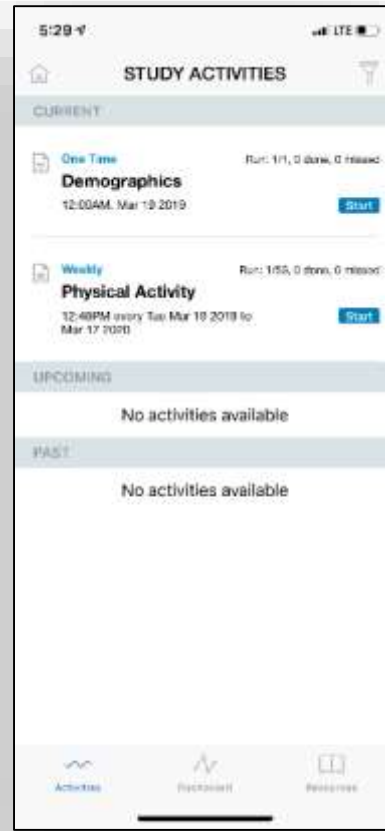 5:29
LTE
STUDY ACTIVITIES
CURRENT
One Time
Run: 1/1, 0 done, 0 missed
Demographics
12:00AM, Mar 19 2019
Start
Weekly
Run: 1/53, 0 done, 0 missed
Physical Activity
every Tue Mar 19 2019 to
Mar 17 2020
Start
UPCOMING
No activities available
PAST
No activities available
Activities
Dashboard
Resources